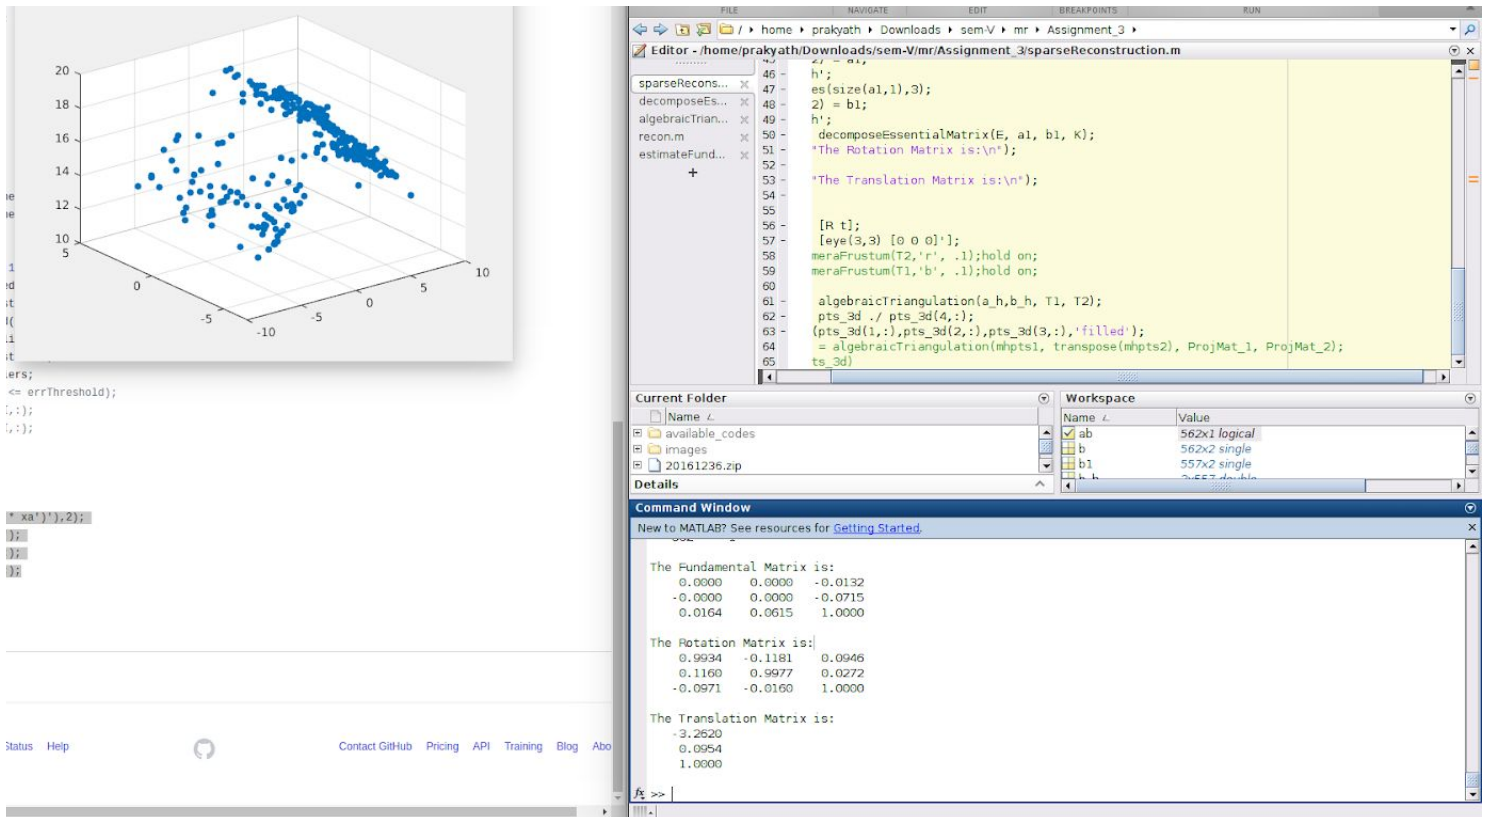 20
18
16
14
12
10
5
0
-5
-10
-5
0
5
10
ers;
<= errThreshold);
,:);
,:);
* xa')'),2);
);
);
);
Status Help Contact GitHub Pricing API Training Blog Abo
FILE NAVIGATE EDIT BREAKPOINTS RUN
/ home prakyath Downloads sem-V mr Assignment_3
Editor - /home/prakyath/Downloads/sem-V/mr/Assignment_3/sparseReconstruction.m
sparseRecons...
decomposeEs...
algebraicTrian...
recon.m
estimateFund...
+
45 2) = a1;
46 - h';
47 - es(size(a1,1),3);
48 - 2) = b1;
49 - h';
50 - decomposeEssentialMatrix(E, a1, b1, K);
51 - "The Rotation Matrix is:\n");
52 -
53 - "The Translation Matrix is:\n");
54 -
55
56 - [R t];
57 - [eye(3,3) [0 0 0]'];
58 meraFrustum(T2,'r', .1);hold on;
59 meraFrustum(T1,'b', .1);hold on;
60
61 - algebraicTriangulation(a_h,b_h, T1, T2);
62 - pts_3d ./ pts_3d(4,:);
63 - (pts_3d(1,:),pts_3d(2,:),pts_3d(3,:),'filled');
64 = algebraicTriangulation(mhpts1, transpose(mhpts2), ProjMat_1, ProjMat_2);
65 ts_3d)
Current Folder
Name
available_codes
images
20161236.zip
Details
Workspace
Name Value
ab 562x1 logical
b 562x2 single
b1 557x2 single
Command Window
New to MATLAB? See resources for Getting Started.
The Fundamental Matrix is:
0.0000 0.0000 -0.0132
-0.0000 0.0000 -0.0715
0.0164 0.0615 1.0000
The Rotation Matrix is:
0.9934 -0.1181 0.0946
0.1160 0.9977 0.0272
-0.0971 -0.0160 1.0000
The Translation Matrix is:
-3.2620
0.0954
1.0000
fx >>